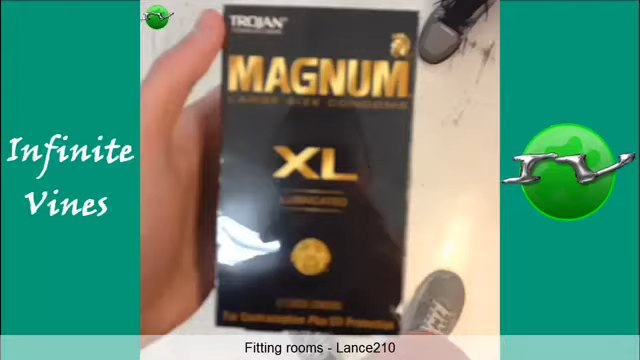 Infinite
Vines
TROJAN
MAGNUM
LARGE SIZE CONDOMS
XL
LUBRICATED
For Contraception Plus STI Protection
Fitting rooms - Lance210